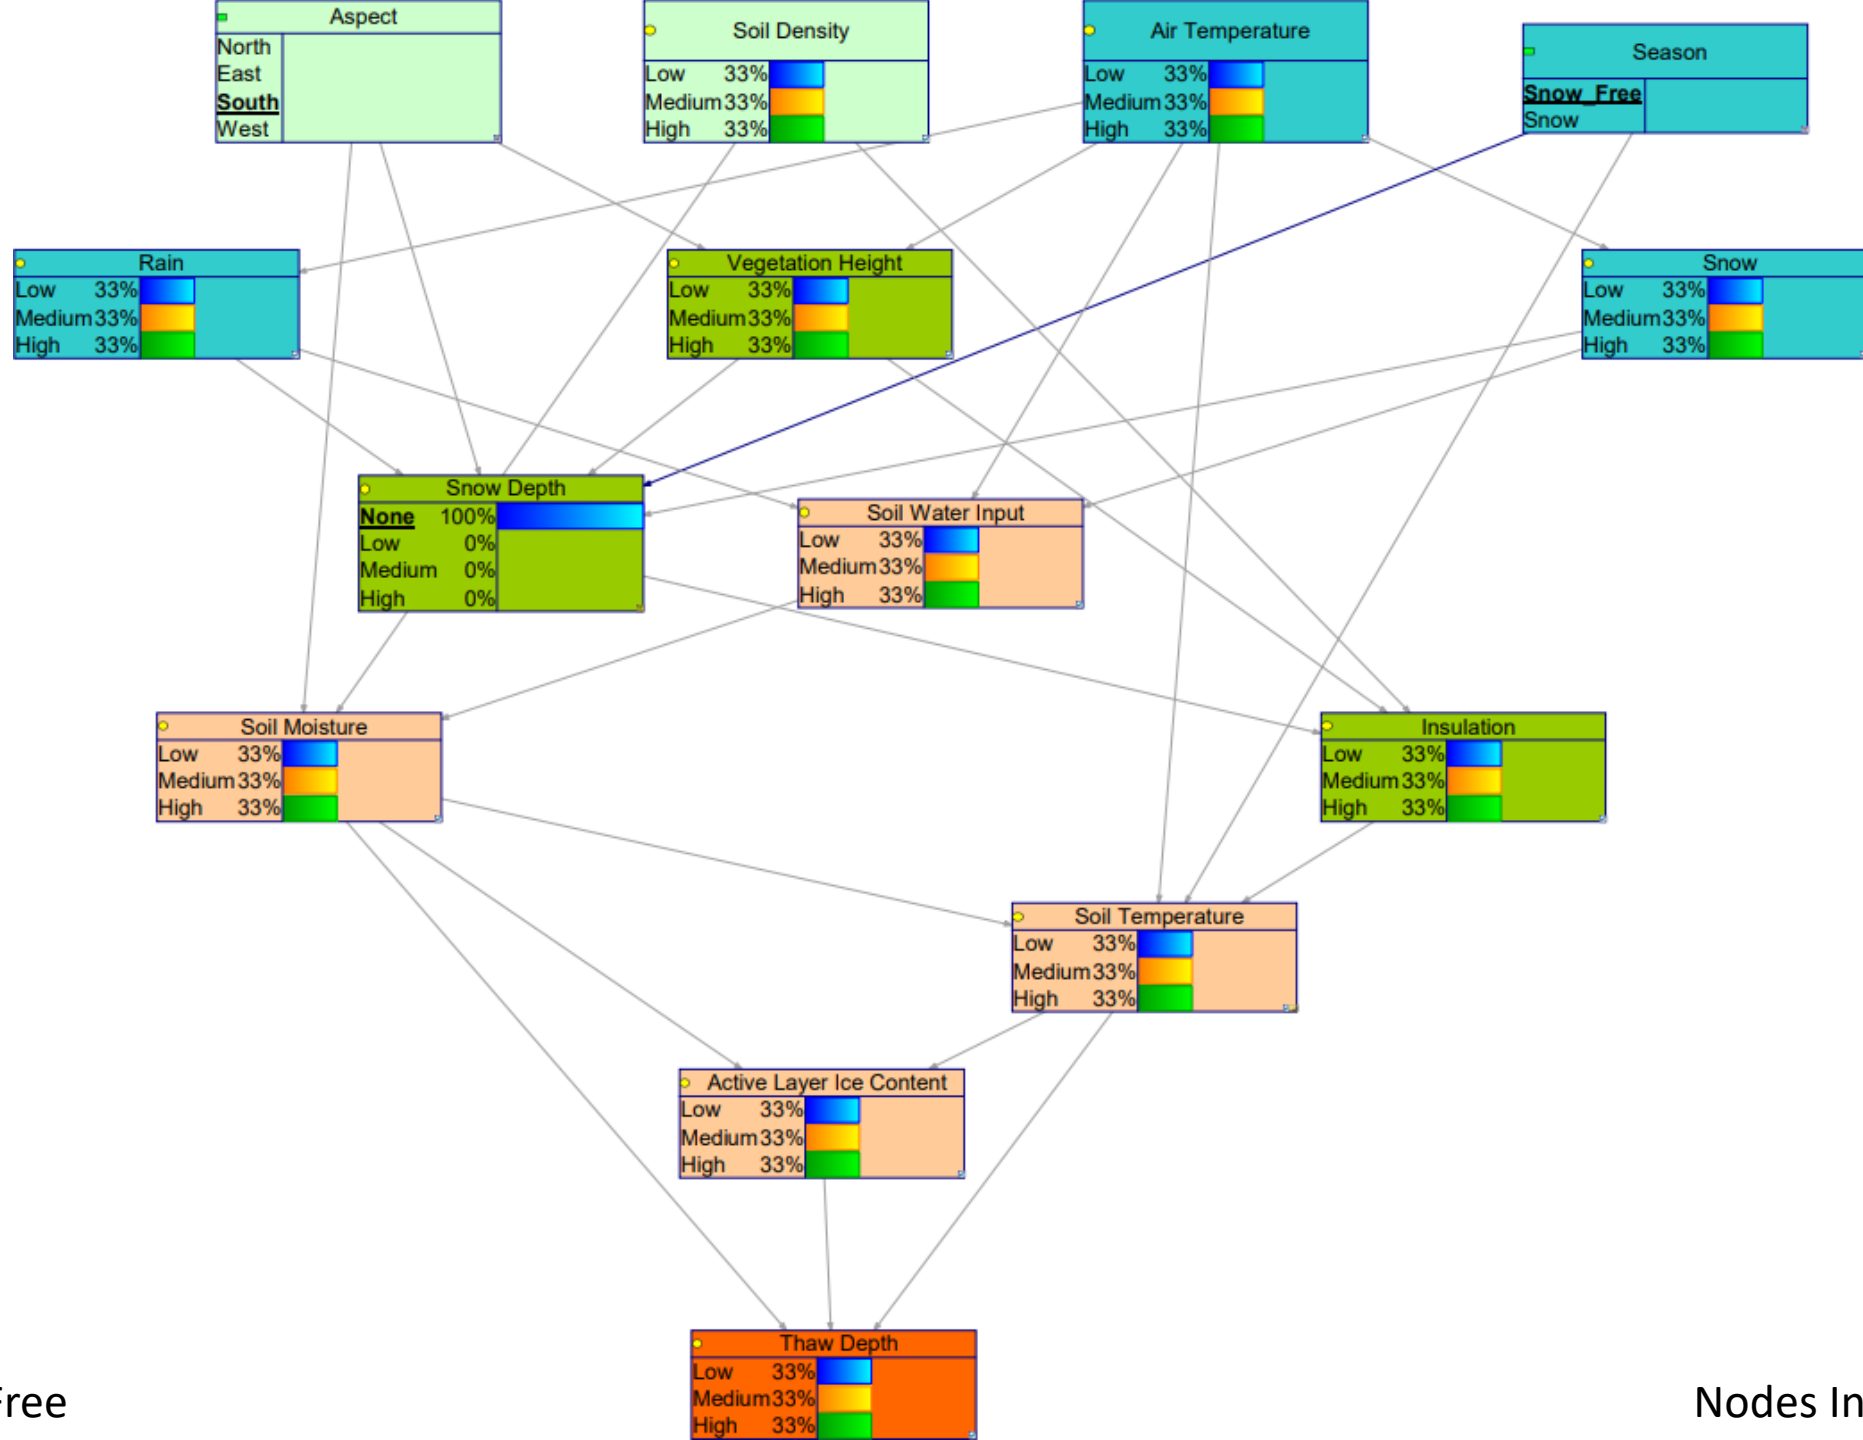 Aspect
North
East
South
West
Soil Density
Low 33%
Medium 33%
High 33%
Air Temperature
Low 33%
Medium 33%
High 33%
Season
Snow_Free
Snow
Rain
Low 33%
Medium 33%
High 33%
Vegetation Height
Low 33%
Medium 33%
High 33%
Snow
Low 33%
Medium 33%
High 33%
Snow Depth
None 100%
Low 0%
Medium 0%
High 0%
Soil Water Input
Low 33%
Medium 33%
High 33%
Soil Moisture
Low 33%
Medium 33%
High 33%
Insulation
Low 33%
Medium 33%
High 33%
Soil Temperature
Low 33%
Medium 33%
High 33%
Active Layer Ice Content
Low 33%
Medium 33%
High 33%
Thaw Depth
Low 33%
Medium 33%
High 33%
Nodes In